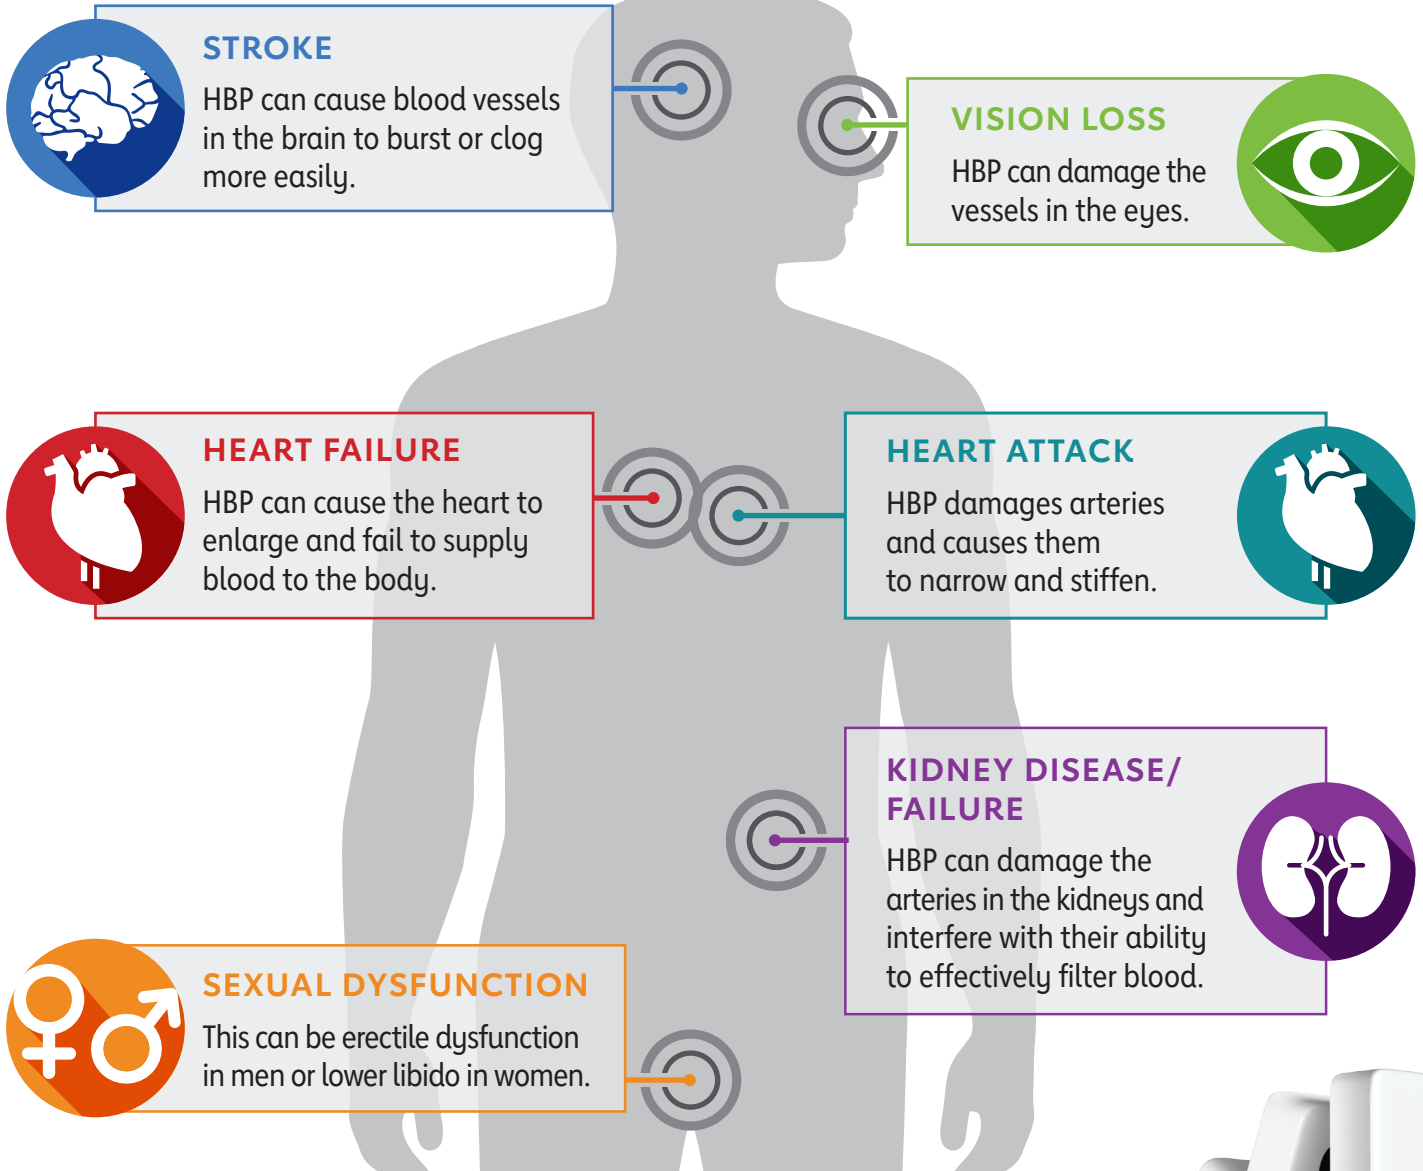 STROKE
HBP can cause blood vessels
in the brain to burst or clog
more easily.
VISION LOSS
HBP can damage the
vessels in the eyes.
HEART FAILURE
HBP can cause the heart to
enlarge and fail to supply
blood to the body.
HEART ATTACK
HBP damages arteries
and causes them
to narrow and stiffen.
KIDNEY DISEASE/
FAILURE
HBP can damage the
arteries in the kidneys and
interfere with their ability
to effectively filter blood.
SEXUAL DYSFUNCTION
This can be erectile dysfunction
in men or lower libido in women.